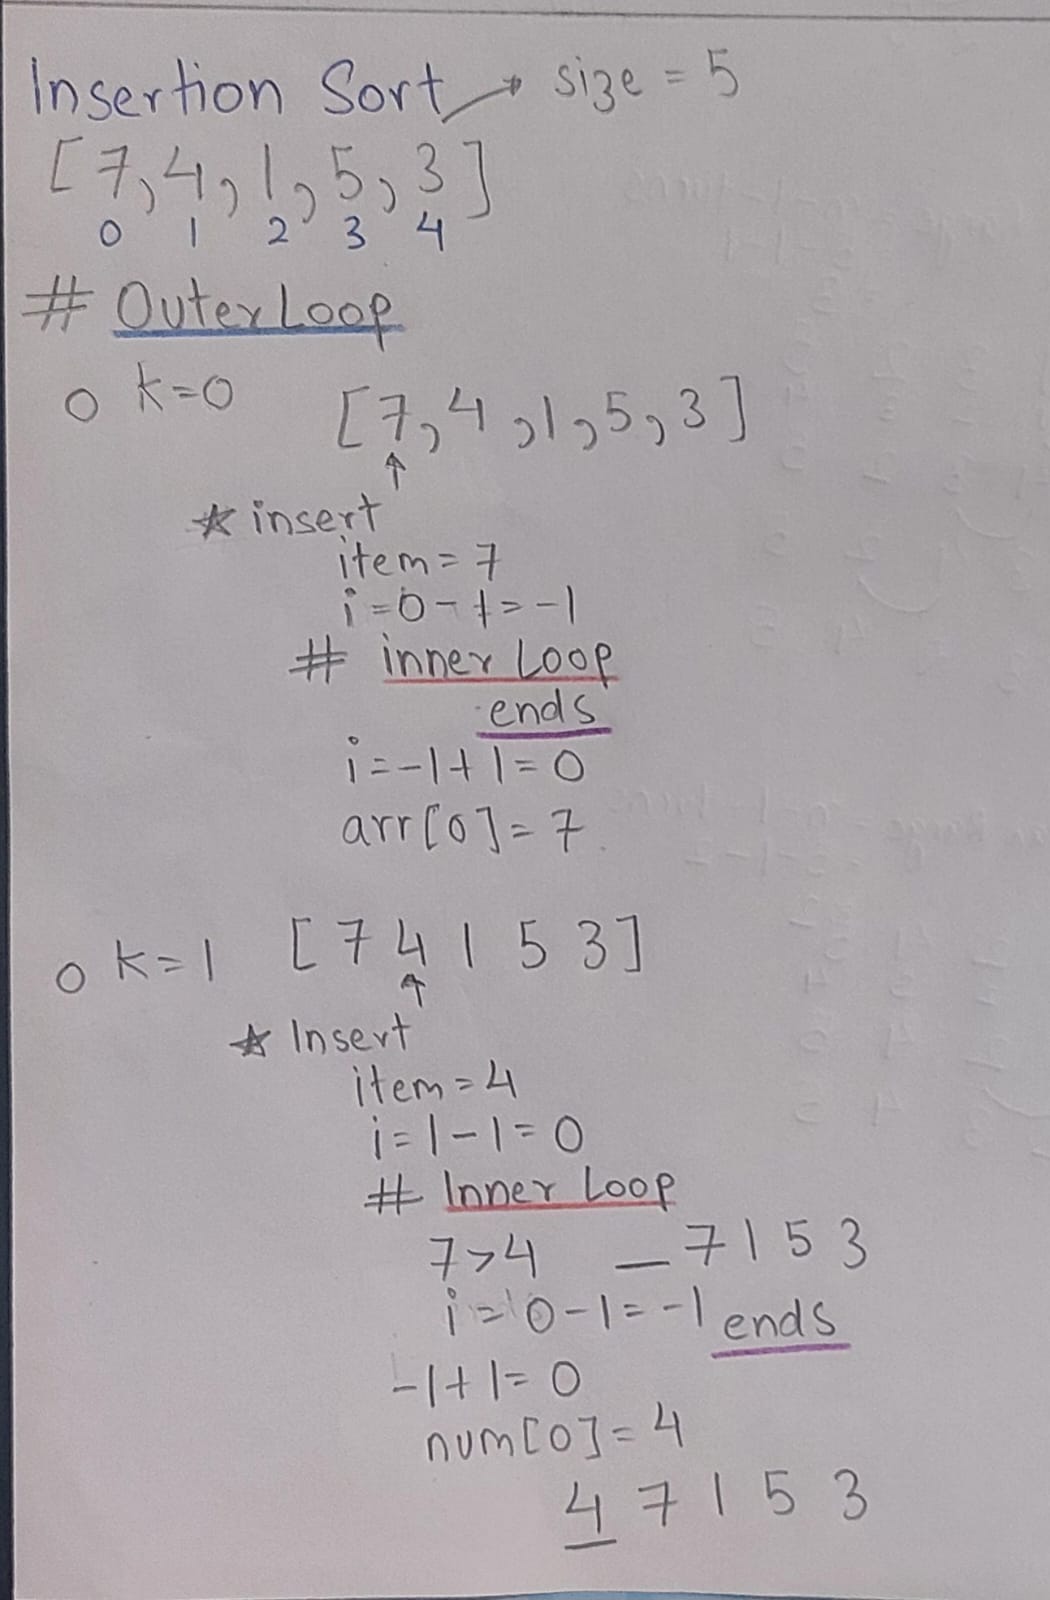 Insertion Sort → size = 5
[7, 4, 1, 5, 3]
0 1 2 3 4
# Outer Loop
o k=0 [7, 4, 1, 5, 3]
↑
* insert
item = 7
i = 0 - 1 = -1
# inner Loop
ends
i = -1 + 1 = 0
arr[0] = 7
o k=1 [7 4 1 5 3]
↑
* Insert
item = 4
i = 1 - 1 = 0
# Inner Loop
7 > 4 _ 7 1 5 3
i = 0 - 1 = -1 ends
-1 + 1 = 0
num[0] = 4
4 7 1 5 3